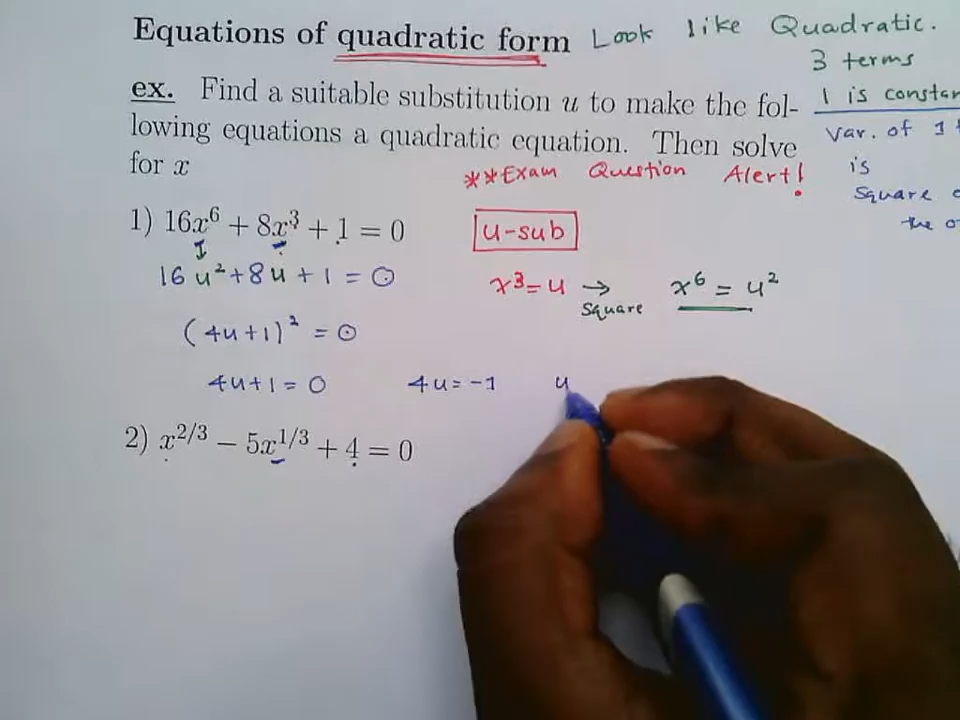 Equations of quadratic form Look like Quadratic.
3 terms
ex. Find a suitable substitution u to make the fol-
1 is
lowing equations a quadratic equation. Then solve
var. of 1
for x
is
**Exam Question Alert!
Square
the
1) 16x^6 + 8x^3 + 1 = 0
u-sub
16 u^2 + 8u + 1 = 0
x^3 = u → x^6 = u^2
Square
(4u+1)^2 = 0
4u+1 = 0 4u = -1 u
2) x^{2/3} − 5x^{1/3} + 4 = 0